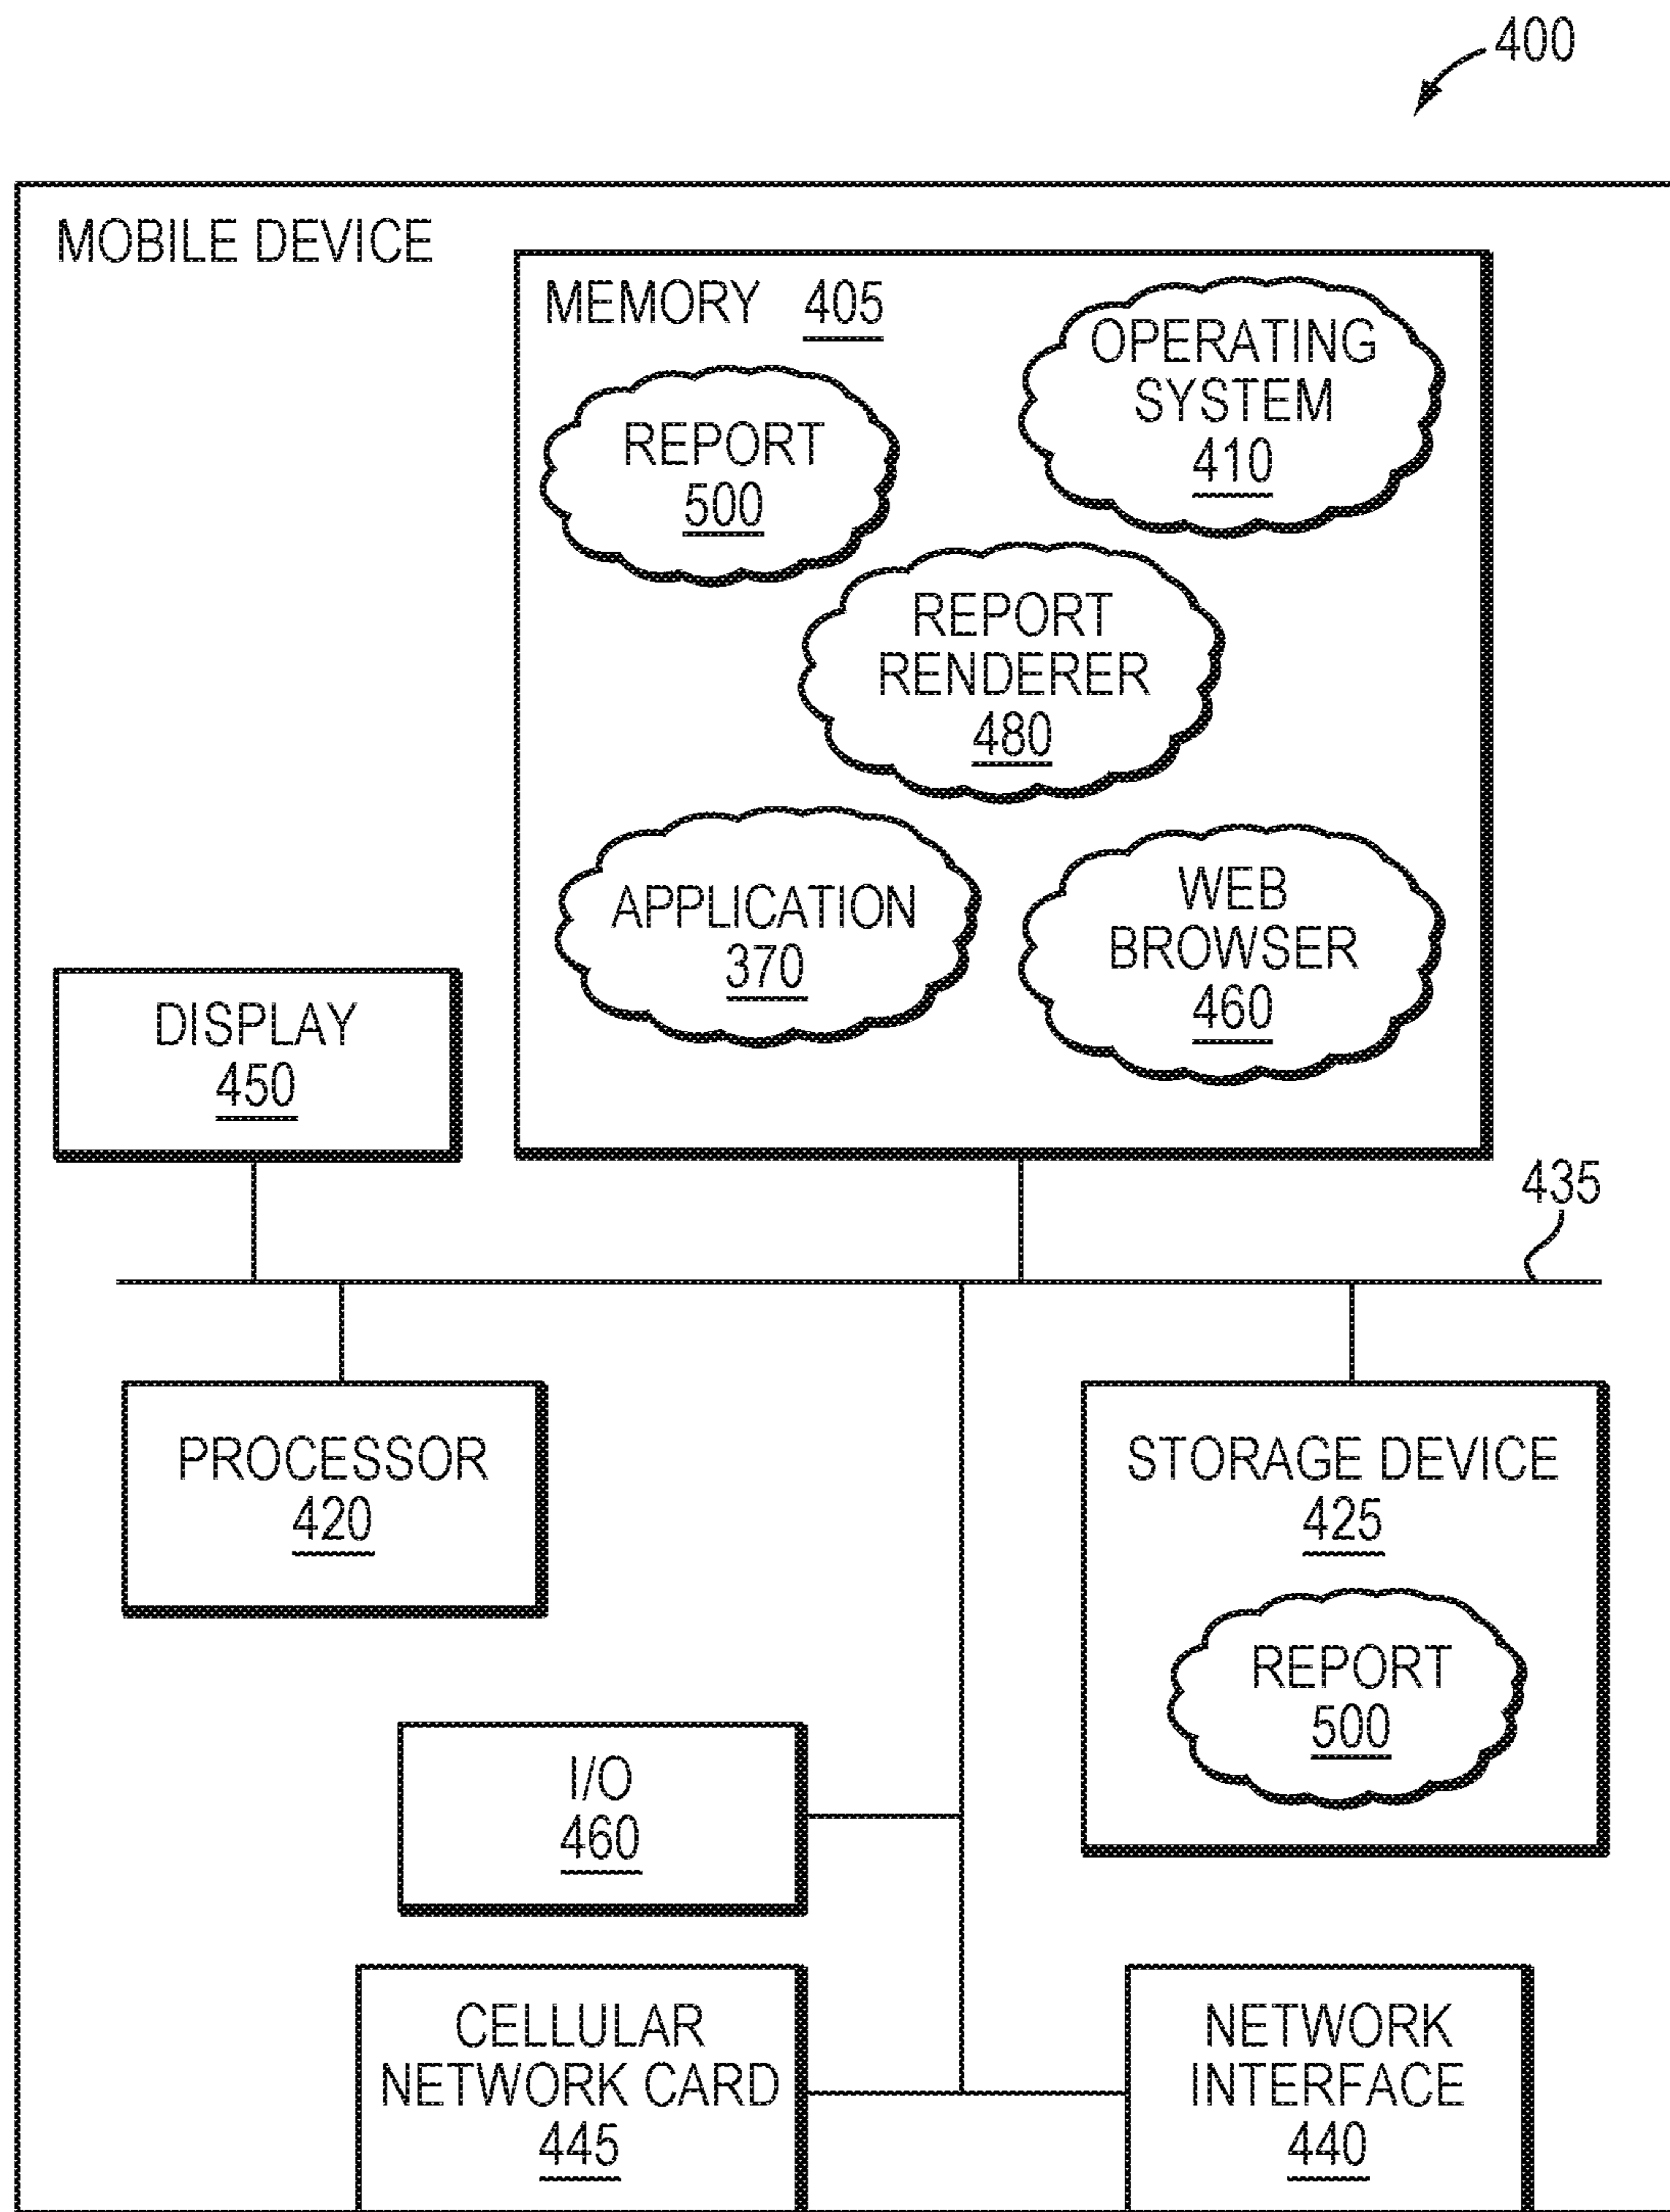 400
MOBILE DEVICE
MEMORY 405
OPERATING
SYSTEM
410
REPORT
500
REPORT
RENDERER
480
APPLICATION
370
WEB
BROWSER
460
DISPLAY
450
435
PROCESSOR
420
STORAGE DEVICE
425
REPORT
500
I/O
460
CELLULAR
NETWORK CARD
445
NETWORK
INTERFACE
440